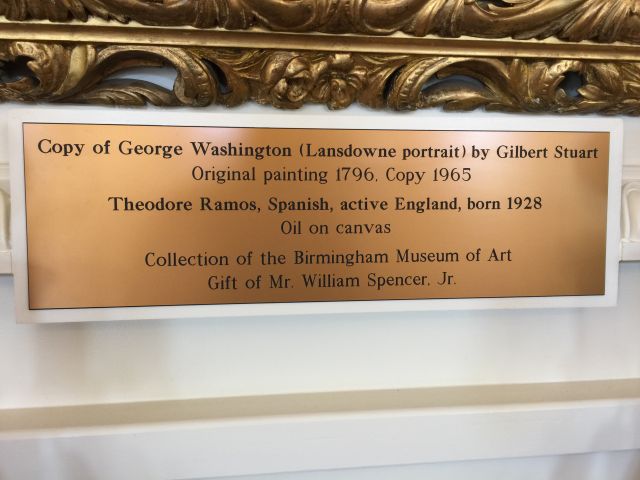 Copy of George Washington (Lansdowne portrait) by Gilbert Stuart
Original painting 1796. Copy 1965
Theodore Ramos, Spanish, active England, born 1928
Oil on canvas
Collection of the Birmingham Museum of Art
Gift of Mr. William Spencer, Jr.